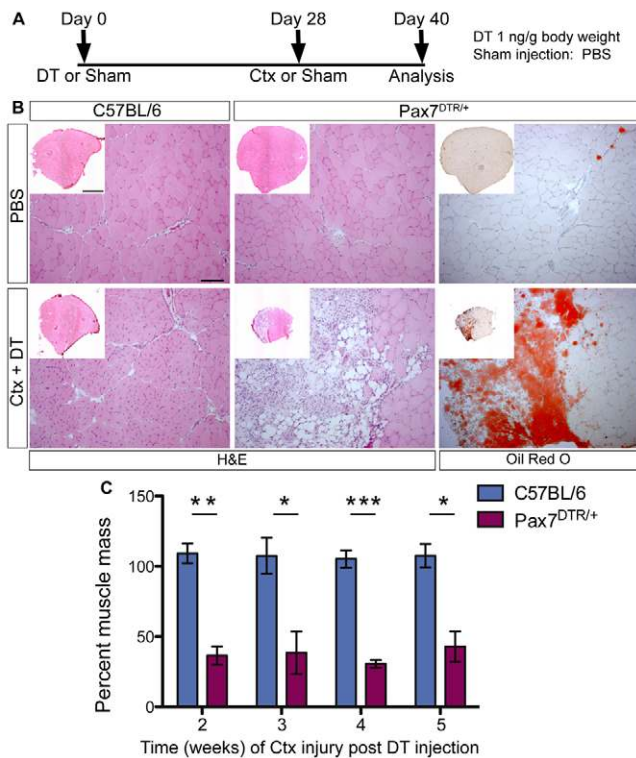 A
Day 0
Day 28
Day 40
DT or Sham
Ctx or Sham
Analysis
DT 1 ng/g body weight
Sham injection: PBS
B
C57BL/6
Pax7DTR/+
PBS
Ctx + DT
H&E
Oil Red O
C
C57BL/6
Pax7DTR/+
** * *** *
Percent muscle mass
150
100
50
0
2 3 4 5
Time (weeks) of Ctx injury post DT injection